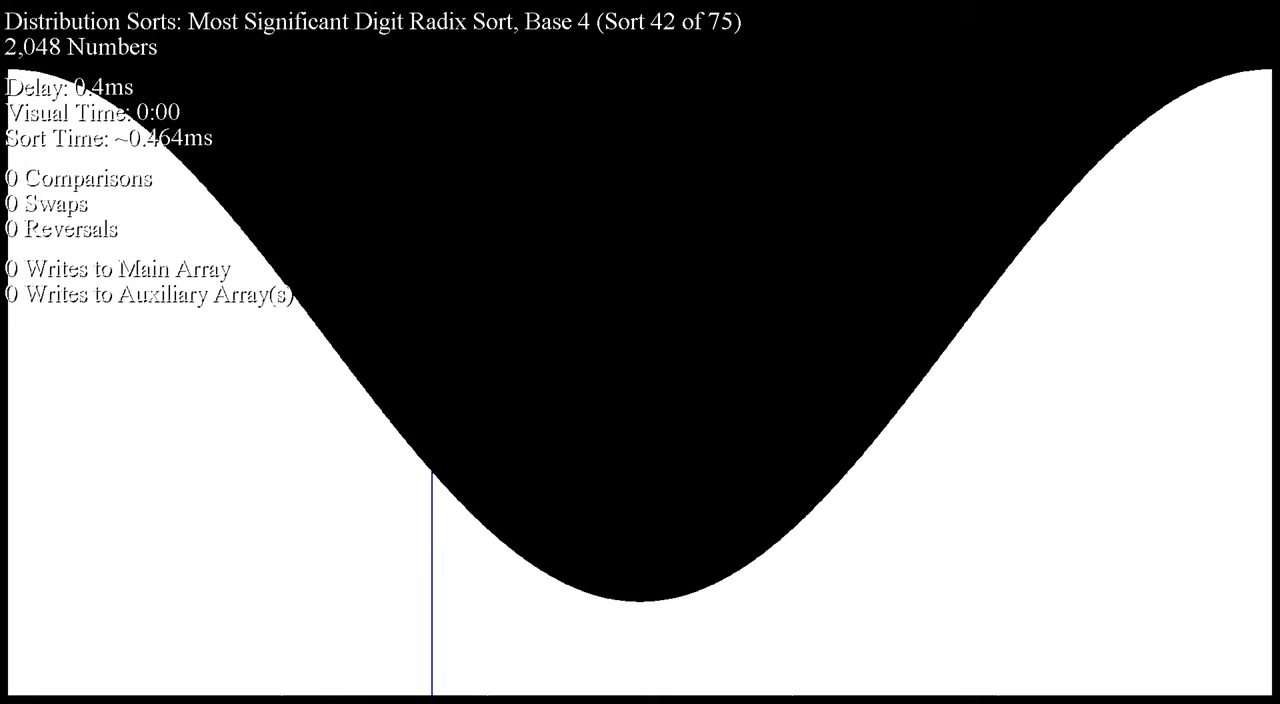 Distribution Sorts: Most Significant Digit Radix Sort, Base 4 (Sort 42 of 75)
2,048 Numbers
Delay: 0.4ms
Visual Time: 0:00
Sort Time: ~0.464ms
0 Comparisons
0 Swaps
0 Reversals
0 Writes to Main Array
0 Writes to Auxiliary Array(s)